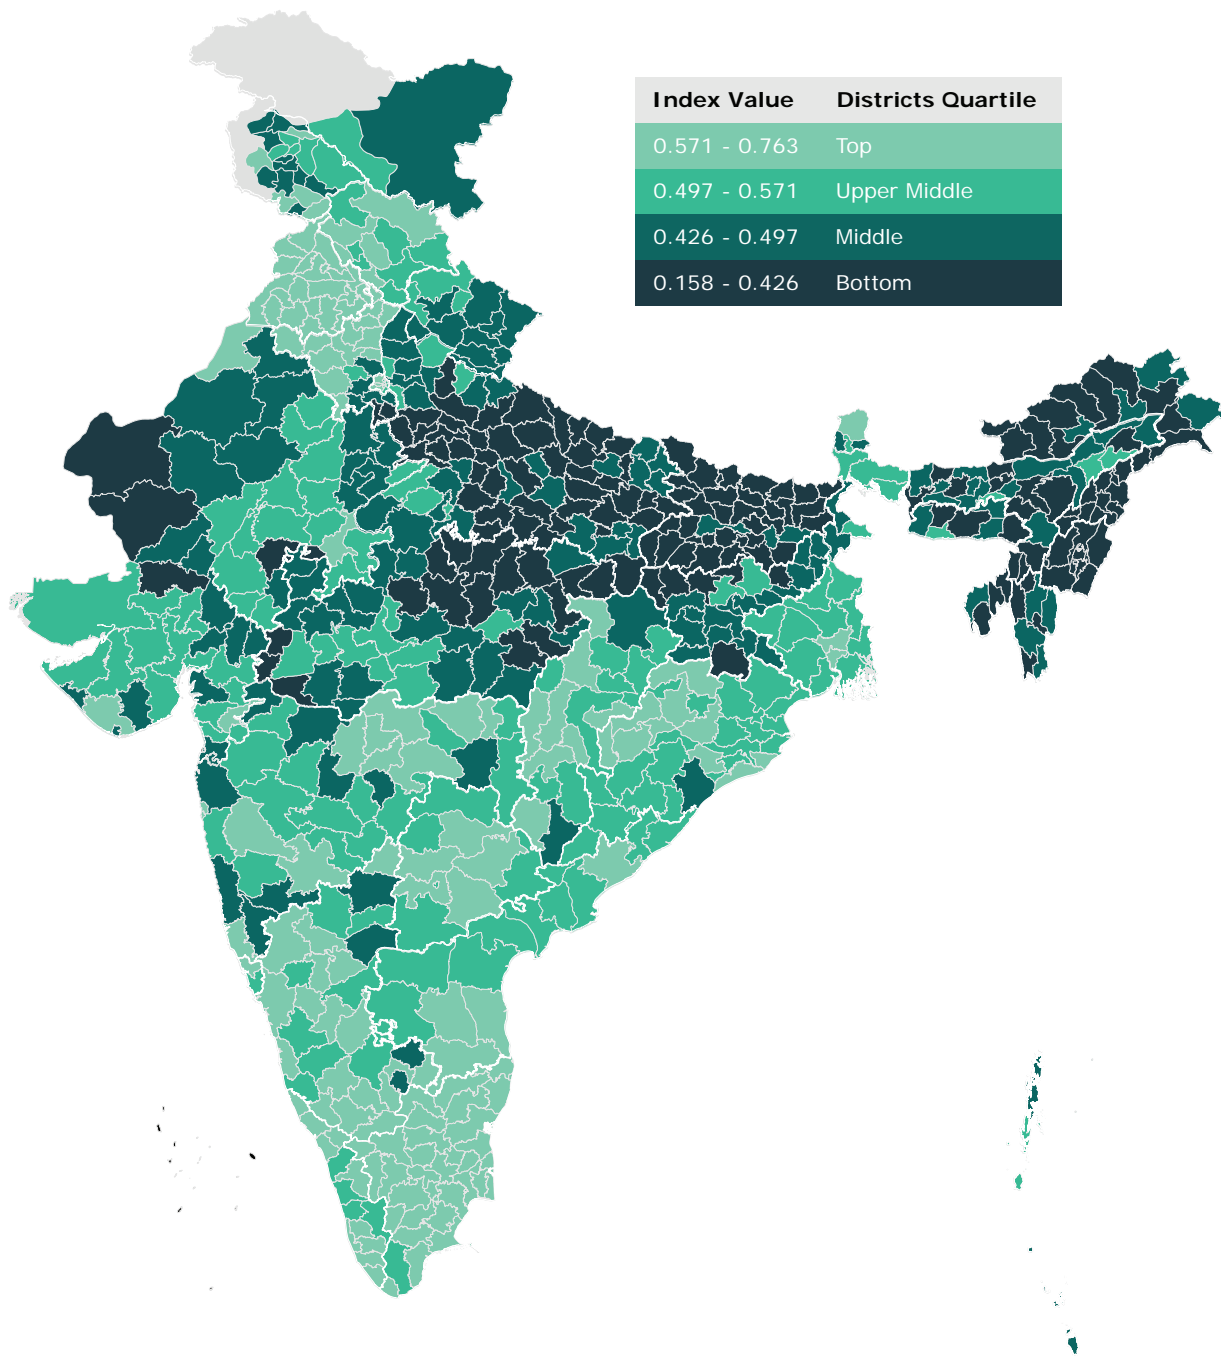 Index Value Districts Quartile
0.571 - 0.763 Top
0.497 - 0.571 Upper Middle
0.426 - 0.497 Middle
0.158 - 0.426 Bottom